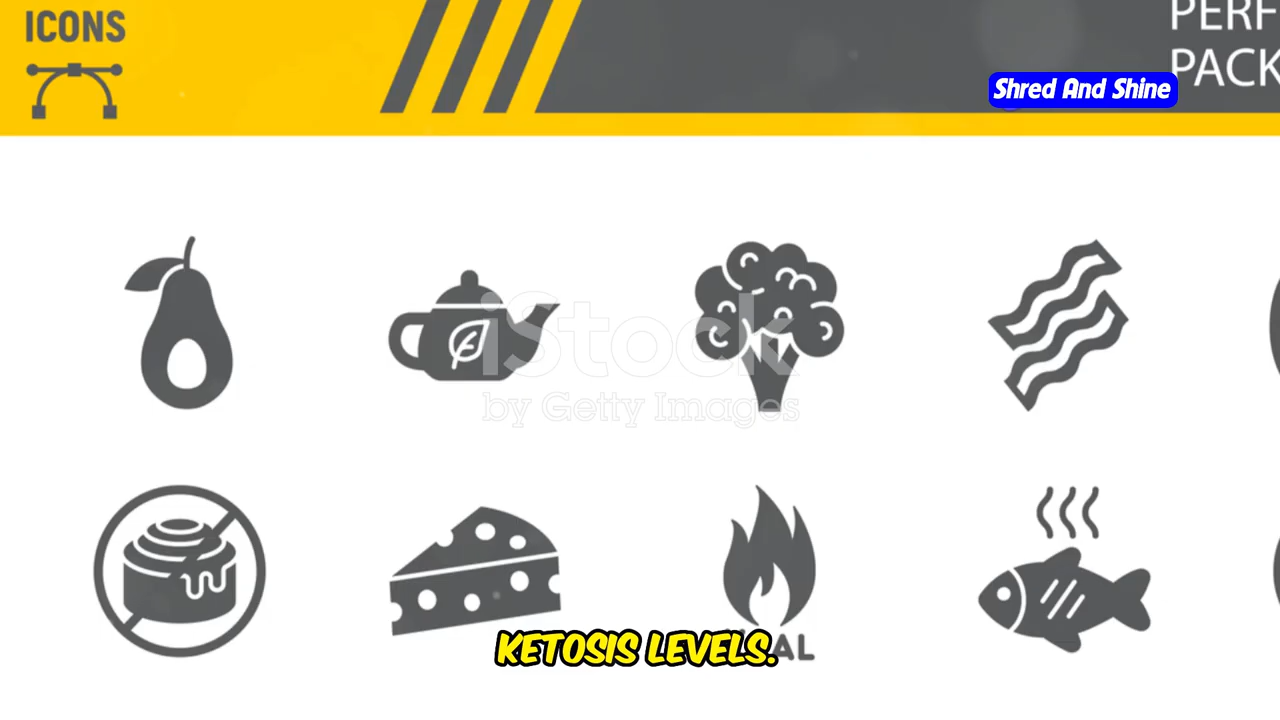 ICONS
PERF
PACK
Shred And Shine
iStock
by Getty Images
KETOSIS LEVELS.
AL